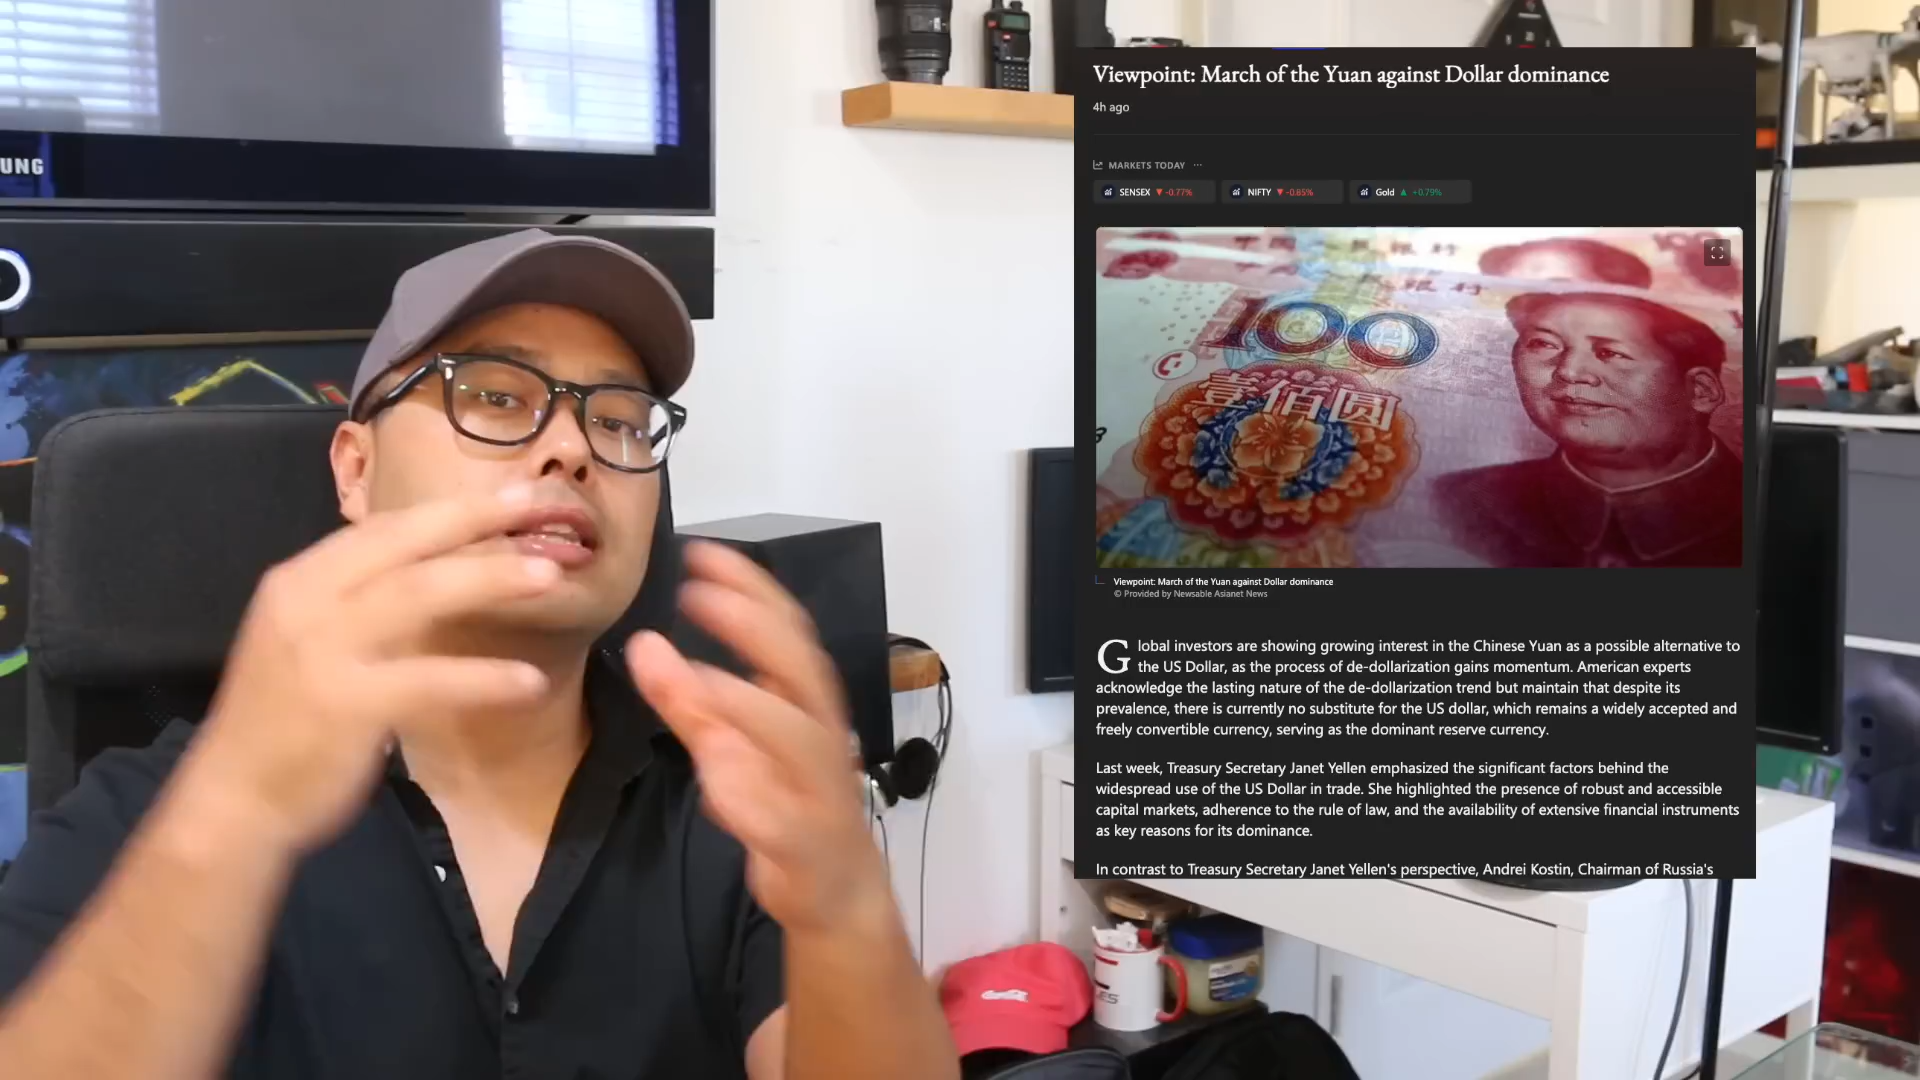 UNG
Viewpoint: March of the Yuan against Dollar dominance
4h ago
MARKETS TODAY ...
SENSEX ▼ -0.77%
NIFTY ▼ -0.85%
Gold ▲ +0.79%
100
壹佰圆
Viewpoint: March of the Yuan against Dollar dominance
© Provided by Newsable Asianet News
Global investors are showing growing interest in the Chinese Yuan as a possible alternative to
the US Dollar, as the process of de-dollarization gains momentum. American experts
acknowledge the lasting nature of the de-dollarization trend but maintain that despite its
prevalence, there is currently no substitute for the US dollar, which remains a widely accepted and
freely convertible currency, serving as the dominant reserve currency.
Last week, Treasury Secretary Janet Yellen emphasized the significant factors behind the
widespread use of the US Dollar in trade. She highlighted the presence of robust and accessible
capital markets, adherence to the rule of law, and the availability of extensive financial instruments
as key reasons for its dominance.
In contrast to Treasury Secretary Janet Yellen's perspective, Andrei Kostin, Chairman of Russia's